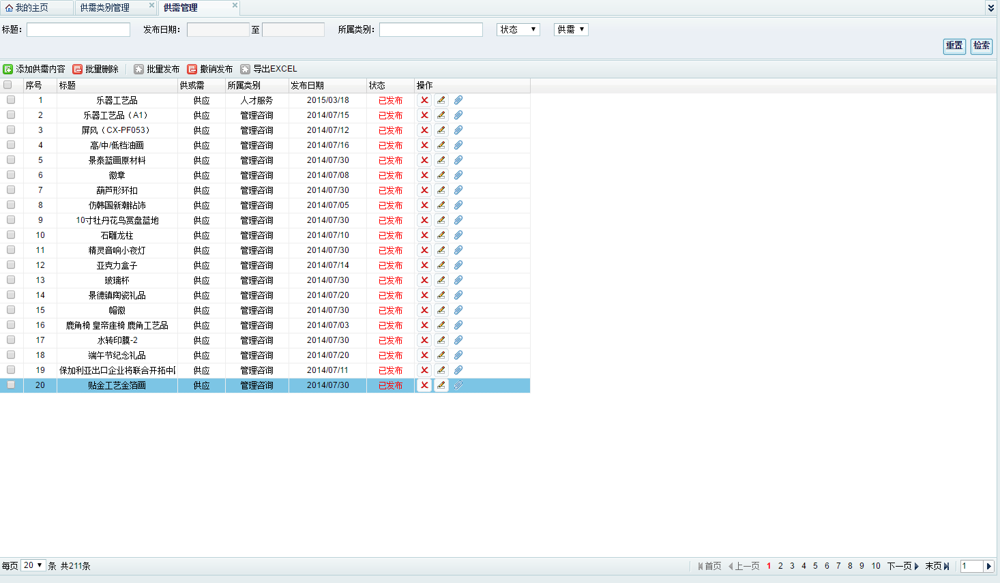 我的主页 供需类别管理 供需管理
标题: 发布日期: 至 所属类别: 状态 供需
重置 检索
添加供需内容 批量删除 批量发布 撤销发布 导出EXCEL
序号 标题 供或需 所属类别 发布日期 状态 操作
1 乐器工艺品 供应 人才服务 2015/03/18 已发布
2 乐器工艺品（A1） 供应 管理咨询 2014/07/15 已发布
3 屏风（CX-PF053） 供应 管理咨询 2014/07/12 已发布
4 高/中/低档油画 供应 管理咨询 2014/07/16 已发布
5 景泰蓝画原材料 供应 管理咨询 2014/07/30 已发布
6 徽章 供应 管理咨询 2014/07/08 已发布
7 葫芦形环扣 供应 管理咨询 2014/07/30 已发布
8 仿韩国新潮钻饰 供应 管理咨询 2014/07/05 已发布
9 10寸牡丹花鸟赏盘蓝地 供应 管理咨询 2014/07/30 已发布
10 石雕龙柱 供应 管理咨询 2014/07/10 已发布
11 精灵音响小夜灯 供应 管理咨询 2014/07/30 已发布
12 亚克力盒子 供应 管理咨询 2014/07/14 已发布
13 玻璃杯 供应 管理咨询 2014/07/30 已发布
14 景德镇陶瓷礼品 供应 管理咨询 2014/07/20 已发布
15 帽徽 供应 管理咨询 2014/07/30 已发布
16 鹿角椅 皇帝座椅 鹿角工艺品 供应 管理咨询 2014/07/03 已发布
17 水转印膜-2 供应 管理咨询 2014/07/30 已发布
18 端午节纪念礼品 供应 管理咨询 2014/07/20 已发布
19 保加利亚出口企业将联合开拓中 供应 管理咨询 2014/07/11 已发布
20 贴金工艺金箔画 供应 管理咨询 2014/07/30 已发布
每页 20 条 共211条 首页 上一页 1 2 3 4 5 6 7 8 9 10 下一页 末页 1